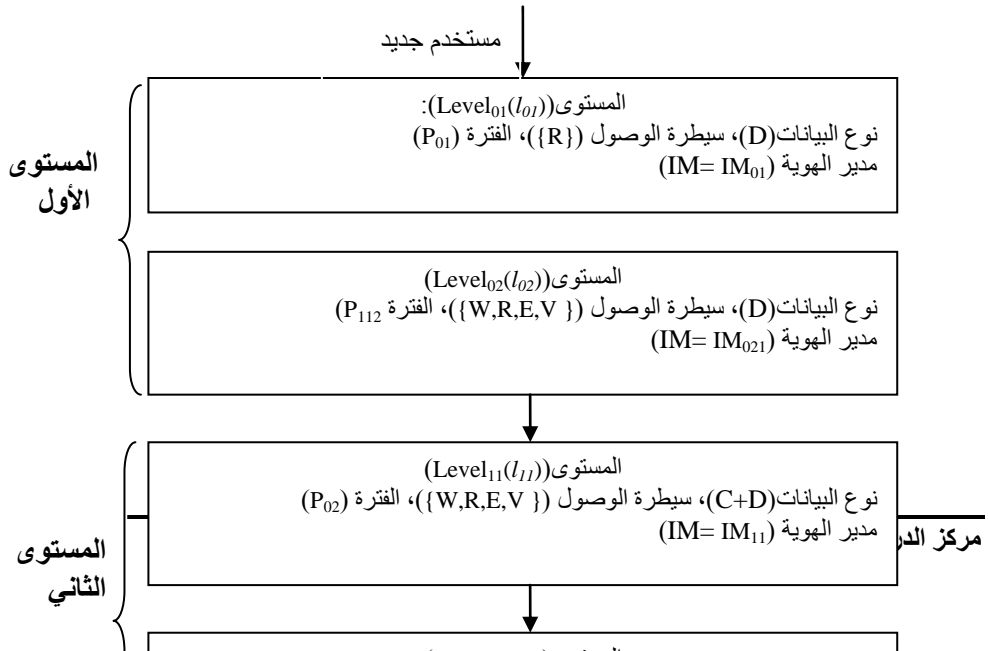 مستخدم جديد
المستوى((Level01(l01)):
نوع البيانات(D)، سيطرة الوصول ({R})، الفترة (P01)
مدير الهوية (IM= IM01)
المستوى الأول
المستوى((Level02(l02))
نوع البيانات(D)، سيطرة الوصول ({W,R,E,V })، الفترة P112)
مدير الهوية (IM= IM021)
المستوى((Level11(l11))
نوع البيانات(C+D)، سيطرة الوصول ({W,R,E,V })، الفترة (P02)
مدير الهوية (IM= IM11)
مركز
المستوى الثاني